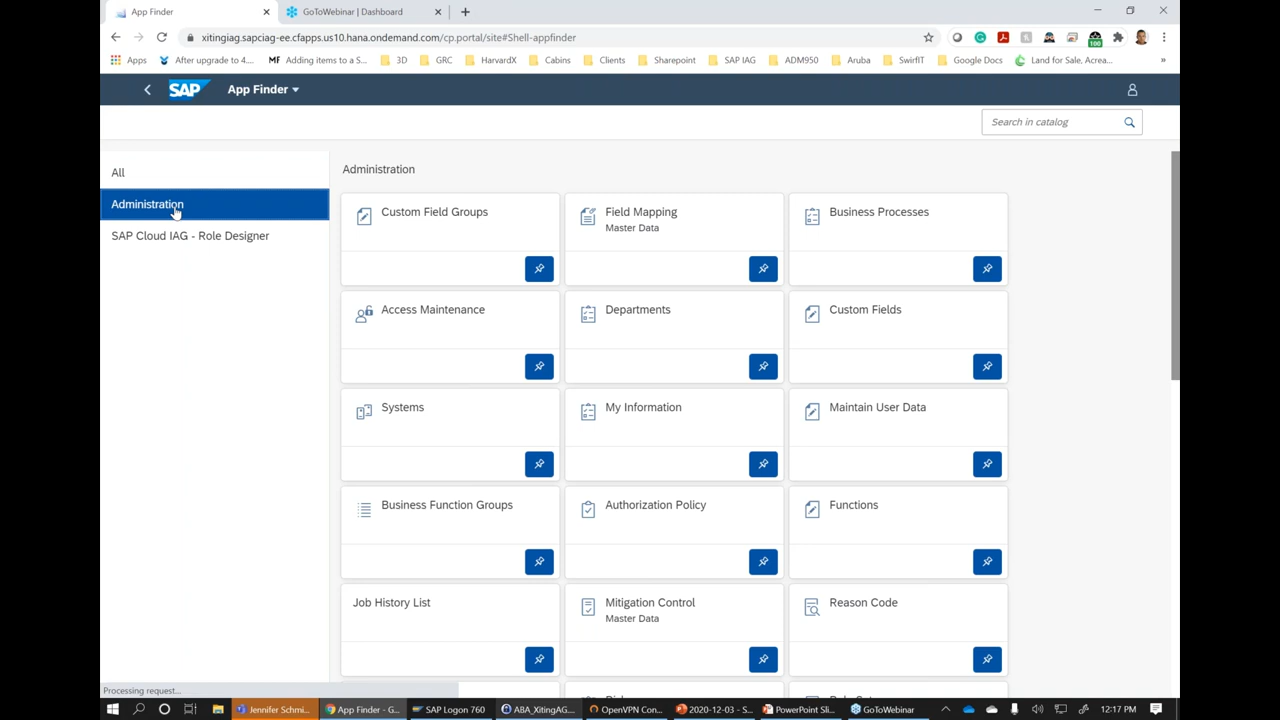 App Finder
GoToWebinar | Dashboard
xitingiag.sapciag-ee.cfapps.us10.hana.ondemand.com/cp.portal/site#Shell-appfinder
Apps
After upgrade to 4....
MF Adding items to a S...
3D
GRC
HarvardX
Cabins
Clients
Sharepoint
SAP IAG
ADM950
Aruba
SwirfIT
Google Docs
Land for Sale, Acrea...
»
100
SAP App Finder
Search in catalog
All
Administration
SAP Cloud IAG - Role Designer
Administration
Custom Field Groups
Field Mapping
Master Data
Business Processes
Access Maintenance
Departments
Custom Fields
Systems
My Information
Maintain User Data
Business Function Groups
Authorization Policy
Functions
Job History List
Mitigation Control
Master Data
Reason Code
Processing request...
Jennifer Schmi...
App Finder - G...
SAP Logon 760
ABA_XitingAG...
OpenVPN Con...
2020-12-03 - S...
PowerPoint Sli...
GoToWebinar
12:17 PM